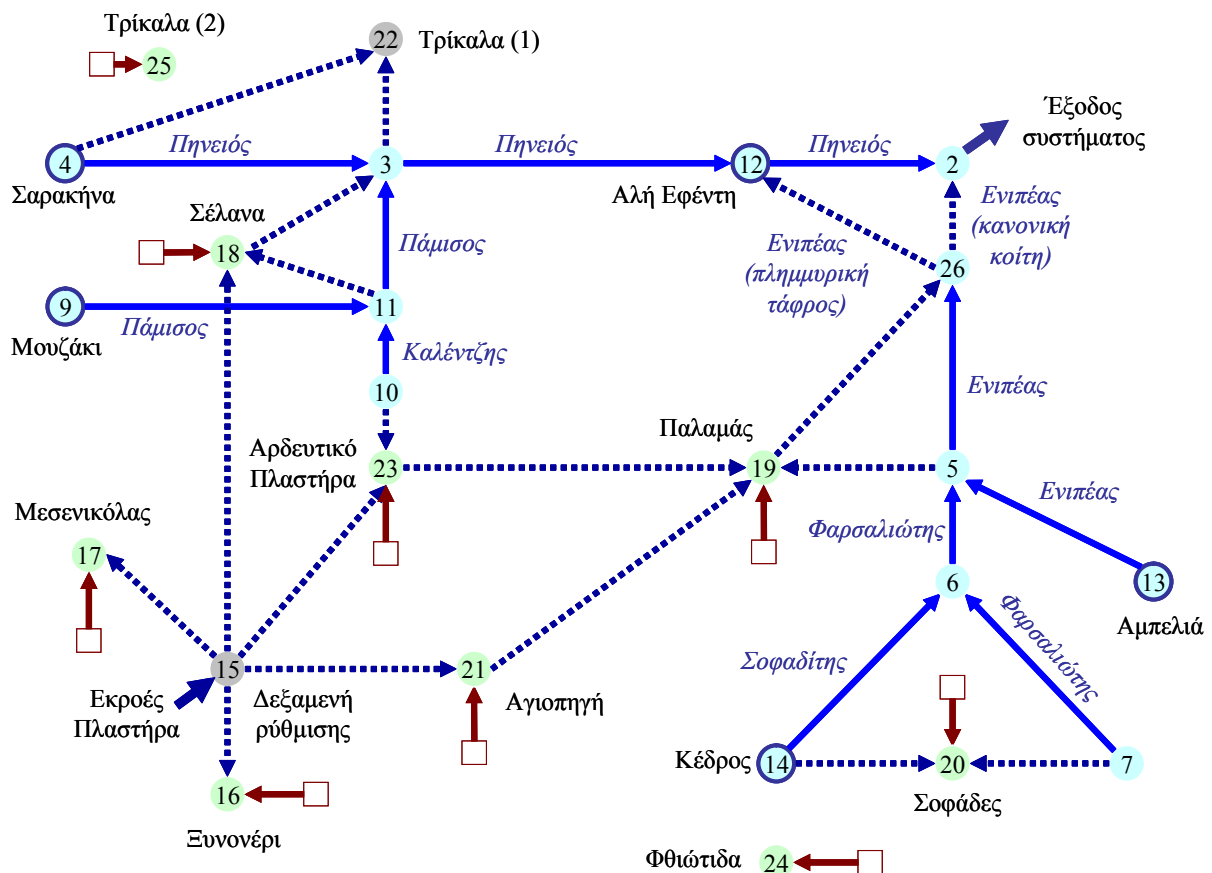 Τρίκαλα (2)
25
22
Τρίκαλα (1)
4
Σαρακήνα
Πηνειός
3
Πηνειός
12
Αλή Εφέντη
Πηνειός
2
Έξοδος
συστήματος
Σέλανα
18
Πάμισος
Ενιπέας
(πλημμυρική
τάφρος)
Ενιπέας
(κανονική
κοίτη)
26
9
Μουζάκι
Πάμισος
11
Καλέντζης
10
Ενιπέας
Αρδευτικό
Πλαστήρα
23
Παλαμάς
19
5
Ενιπέας
Μεσενικόλας
17
Φαρσαλιώτης
6
13
Αμπελιά
Φαρσαλιώτης
Σοφαδίτης
15
Εκροές
Πλαστήρα
Δεξαμενή
ρύθμισης
21
Αγιοπηγή
Κέδρος
14
20
Σοφάδες
7
16
Ξυνονέρι
Φθιώτιδα
24